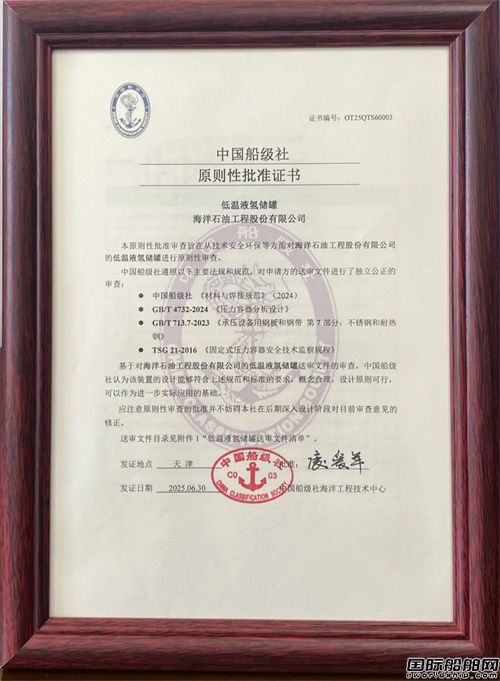 证书编号: OT25QTS60003
中国船级社
原则性批准证书
低温液氢储罐
海洋石油工程股份有限公司
本原则性批准审查旨在从技术安全环保等方面对海洋石油工程股份有限公司
的低温液氢储罐进行原则性审查。
中国船级社遵照以下主要法规和规范，对申请方的送审文件进行了独立公正的
审查：
● 中国船级社 《材料与焊接规范》（2024）
● GB/T 4732-2024 《压力容器分析设计》
● GB/T 713.7-2023 《承压设备用钢板和钢带 第 7 部分：不锈钢和耐热
钢》
● TSG 21-2016 《固定式压力容器安全技术监察规程》
基于对海洋石油工程股份有限公司的低温液氢储罐送审文件的审查，中国船级
社认为该装置的设计能够符合上述规范和标准的要求，概念合理，设计原则可行，
可以作为进一步实际应用的基础。
应注意原则性审查的批准并不妨碍本社在后期深入设计阶段对目前审查意见的
修正。
送审文件目录见附件 1“低温液氢储罐送审文件清单”。
发证地点 天 津
批准：
发证日期 2025.06.30
中国船级社海洋工程技术中心
中国船级社
CO 03
CHINA CLASSIFICATION SOCIETY
国际船舶网
eworldship.com